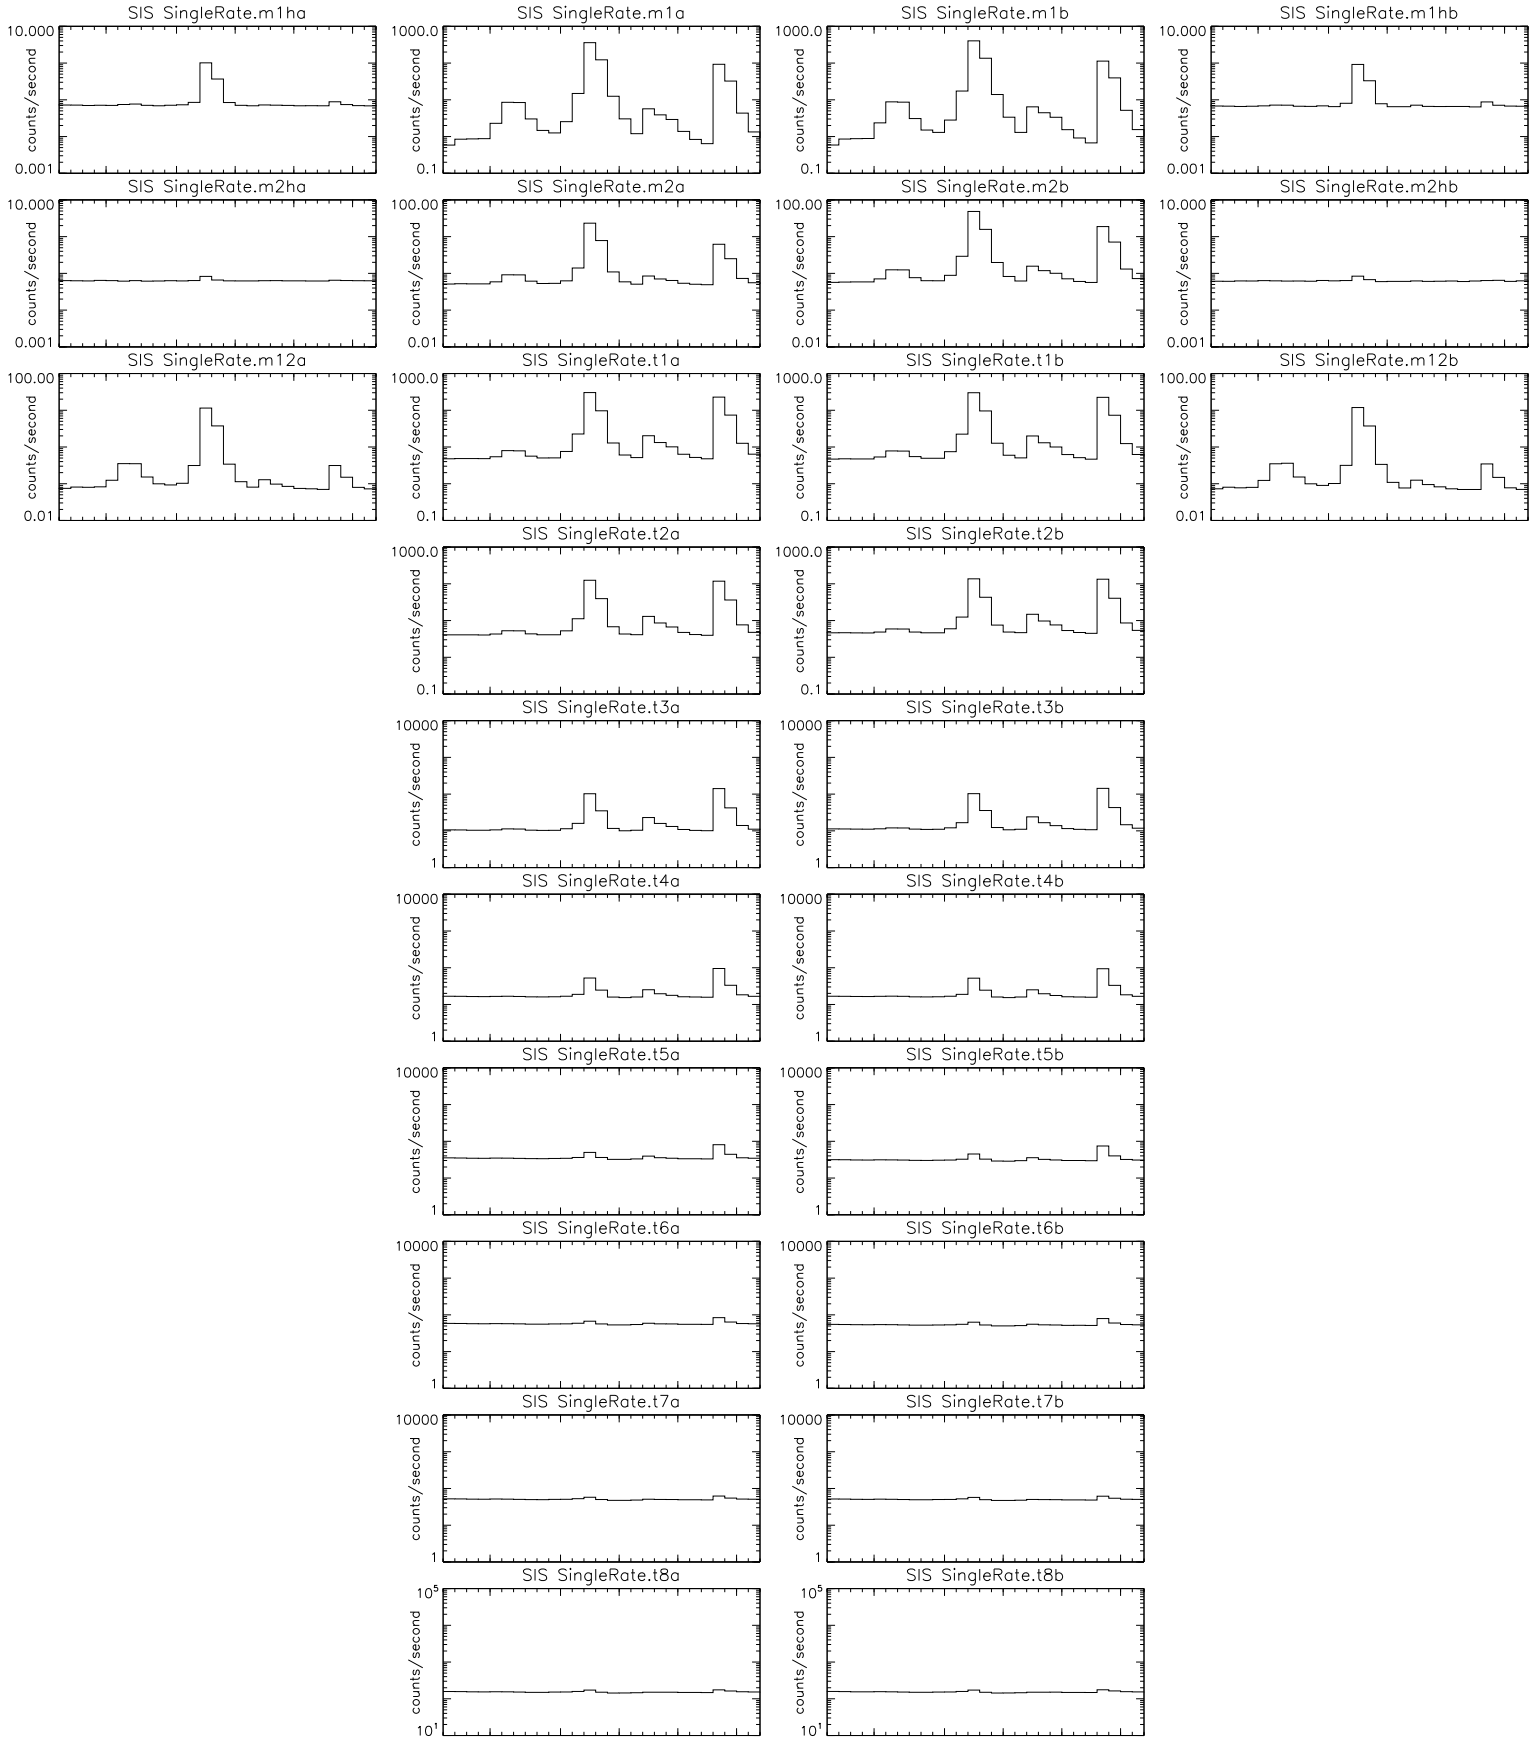 SIS SingleRate.m1ha
SIS SingleRate.m1a
SIS SingleRate.m1b
SIS SingleRate.m1hb
10.000
counts/second
0.001
1000.0
counts/second
0.1
1000.0
counts/second
0.1
10.000
counts/second
0.001
SIS SingleRate.m2ha
SIS SingleRate.m2a
SIS SingleRate.m2b
SIS SingleRate.m2hb
10.000
counts/second
0.001
100.00
counts/second
0.01
100.00
counts/second
0.01
10.000
counts/second
0.001
SIS SingleRate.m12a
SIS SingleRate.t1a
SIS SingleRate.t1b
SIS SingleRate.m12b
100.00
counts/second
0.01
1000.0
counts/second
0.1
1000.0
counts/second
0.1
100.00
counts/second
0.01
SIS SingleRate.t2a
SIS SingleRate.t2b
1000.0
counts/second
0.1
1000.0
counts/second
0.1
SIS SingleRate.t3a
SIS SingleRate.t3b
10000
counts/second
1
10000
counts/second
1
SIS SingleRate.t4a
SIS SingleRate.t4b
10000
counts/second
1
10000
counts/second
1
SIS SingleRate.t5a
SIS SingleRate.t5b
10000
counts/second
1
10000
counts/second
1
SIS SingleRate.t6a
SIS SingleRate.t6b
10000
counts/second
1
10000
counts/second
1
SIS SingleRate.t7a
SIS SingleRate.t7b
10000
counts/second
1
10000
counts/second
1
SIS SingleRate.t8a
SIS SingleRate.t8b
10⁵
counts/second
10¹
10⁵
counts/second
10¹